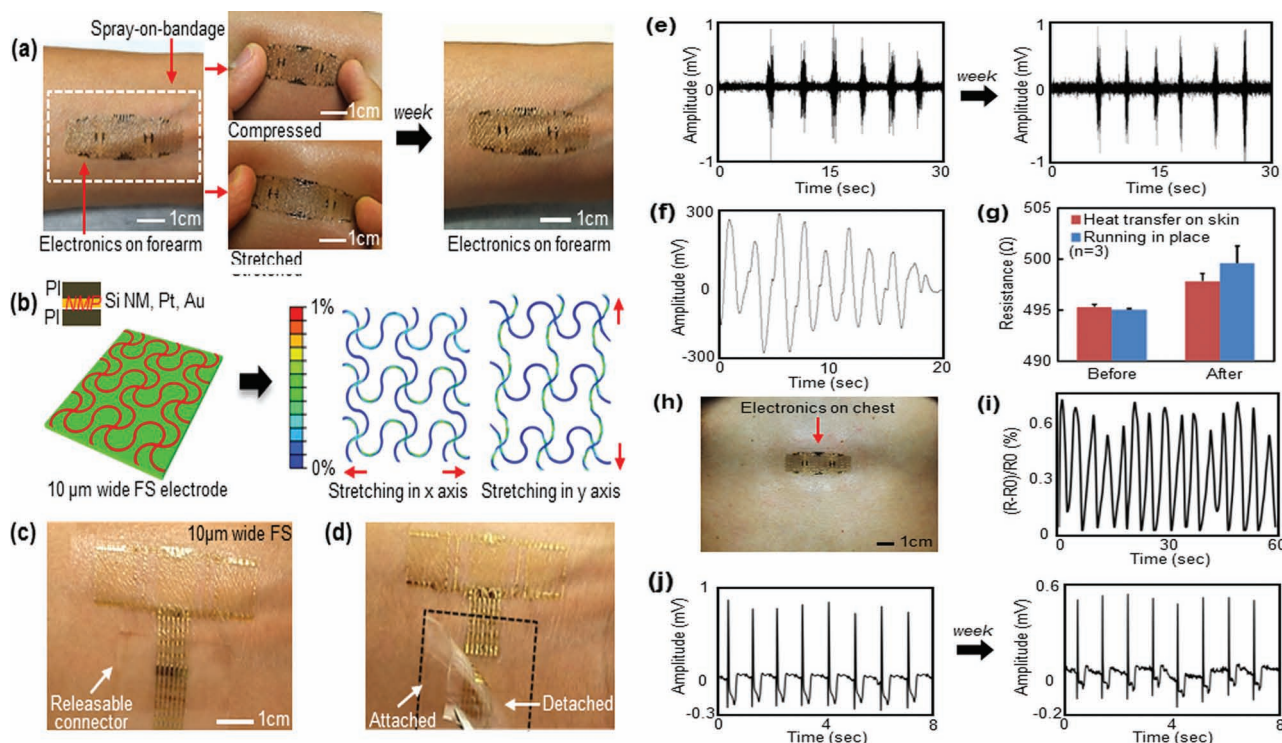 (a)
Spray-on-bandage
1cm
Compressed
1cm
Stretched
1cm
Electronics on forearm
week
1cm
Electronics on forearm
(b)
PI
NMP
Si NM, Pt, Au
PI
10 µm wide FS electrode
1%
0%
Stretching in x axis
Stretching in y axis
(c)
10µm wide FS
Releasable
connector
1cm
(d)
Attached
Detached
(e)
Amplitude (mV)
1
0
-1
0
15
30
Time (sec)
week
Amplitude (mV)
1
0
-1
0
15
30
Time (sec)
(f)
Amplitude (mV)
300
0
-300
0
10
20
Time (sec)
(g)
Resistance (Ω)
505
500
495
490
Heat transfer on skin
Running in place
(n=3)
Before
After
(h)
Electronics on chest
1cm
(i)
(R-R0)/R0 (%)
0.6
0.3
0
0
30
60
Time (sec)
(j)
Amplitude (mV)
1
0
-0.3
0
4
8
Time (sec)
week
Amplitude (mV)
0.6
0
-0.2
0
4
8
Time (sec)